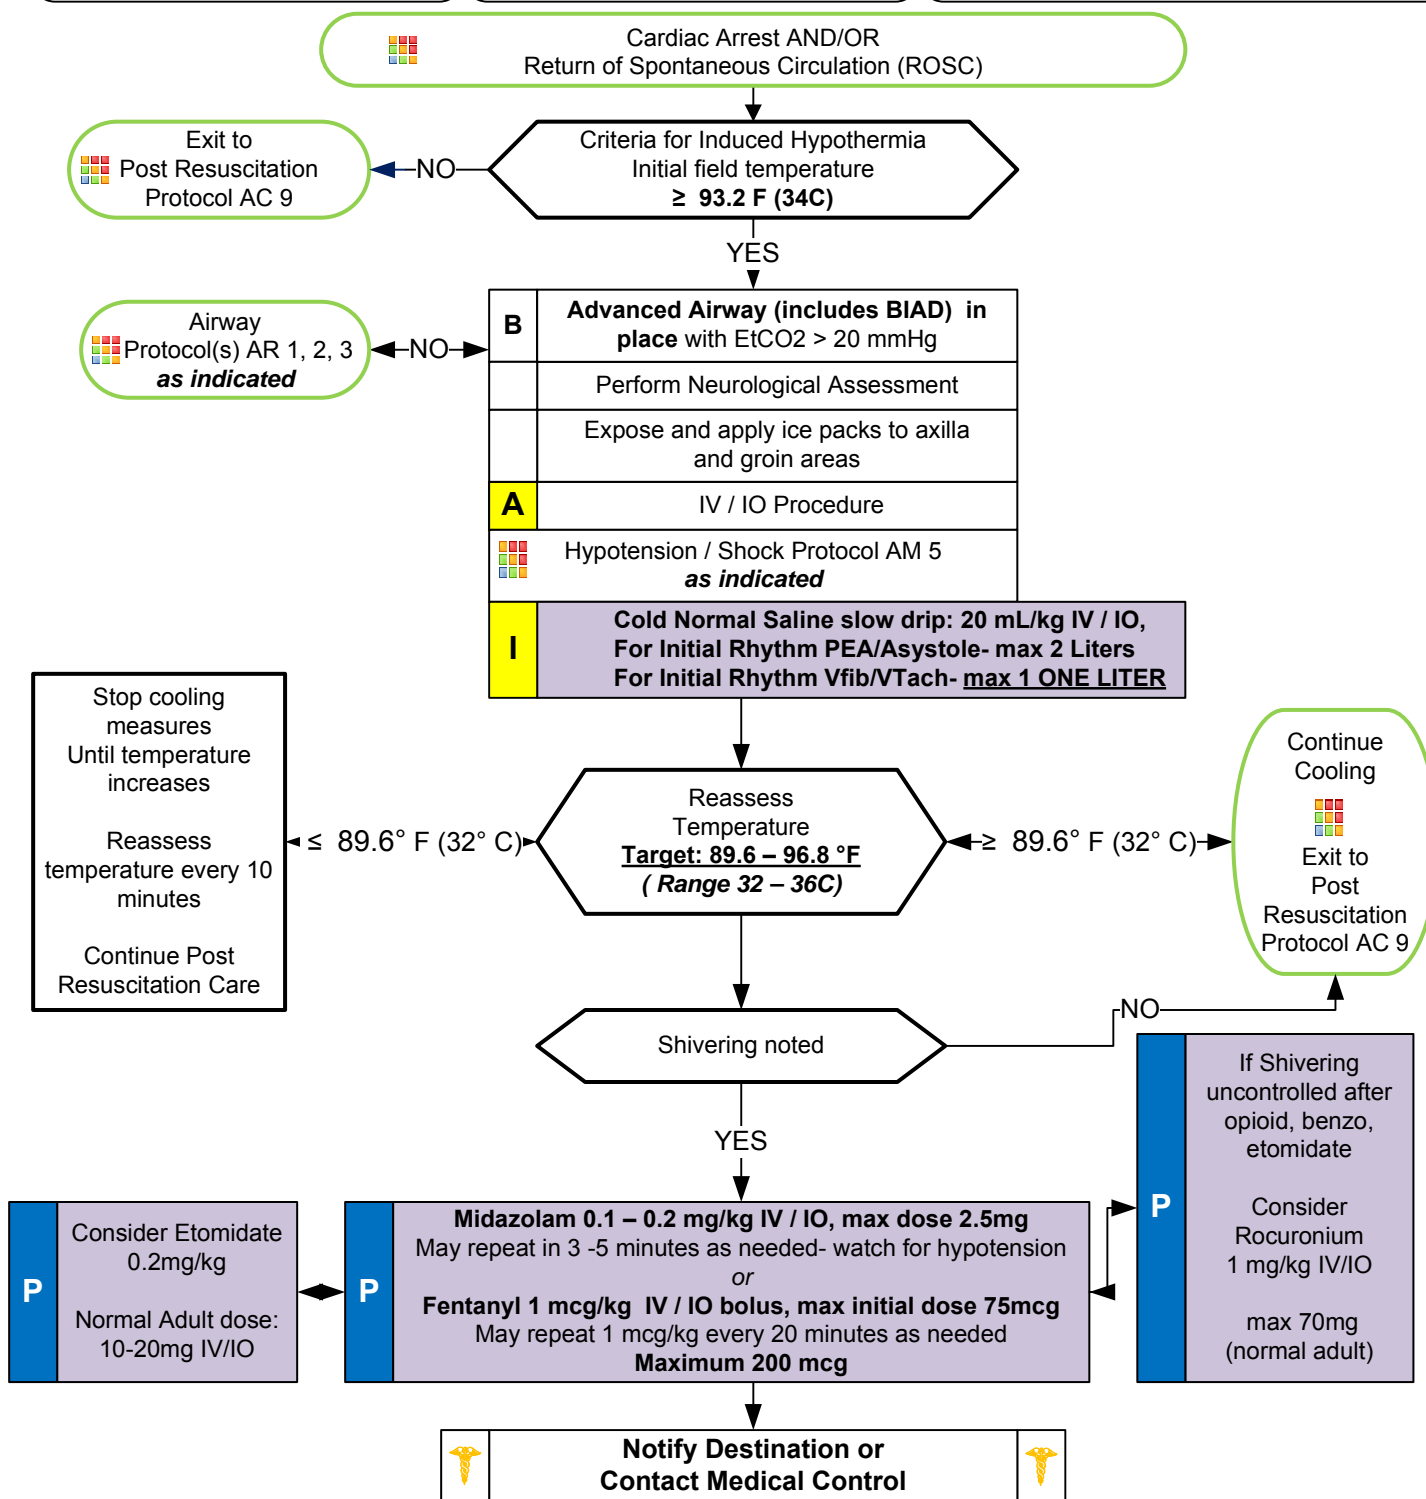 Cardiac Arrest AND/OR
Return of Spontaneous Circulation (ROSC)
Exit to
Post Resuscitation
Protocol AC 9
NO
Criteria for Induced Hypothermia
Initial field temperature
≥ 93.2 F (34C)
YES
Airway
Protocol(s) AR 1, 2, 3
as indicated
NO
B
Advanced Airway (includes BIAD) in
place with EtCO2 > 20 mmHg
Perform Neurological Assessment
Expose and apply ice packs to axilla
and groin areas
A
IV / IO Procedure
Hypotension / Shock Protocol AM 5
as indicated
I
Cold Normal Saline slow drip: 20 mL/kg IV / IO,
For Initial Rhythm PEA/Asystole- max 2 Liters
For Initial Rhythm Vfib/VTach- max 1 ONE LITER
Stop cooling
measures
Until temperature
increases
Reassess
temperature every 10
minutes
Continue Post
Resuscitation Care
≤ 89.6° F (32° C)
Reassess
Temperature
Target: 89.6 – 96.8 °F
( Range 32 – 36C)
≥ 89.6° F (32° C)
Continue
Cooling
Exit to
Post
Resuscitation
Protocol AC 9
Shivering noted
NO
YES
P
If Shivering
uncontrolled after
opioid, benzo,
etomidate
Consider
Rocuronium
1 mg/kg IV/IO
max 70mg
(normal adult)
P
Consider Etomidate
0.2mg/kg
Normal Adult dose:
10-20mg IV/IO
P
Midazolam 0.1 – 0.2 mg/kg IV / IO, max dose 2.5mg
May repeat in 3 -5 minutes as needed- watch for hypotension
or
Fentanyl 1 mcg/kg IV / IO bolus, max initial dose 75mcg
May repeat 1 mcg/kg every 20 minutes as needed
Maximum 200 mcg
Notify Destination or
Contact Medical Control